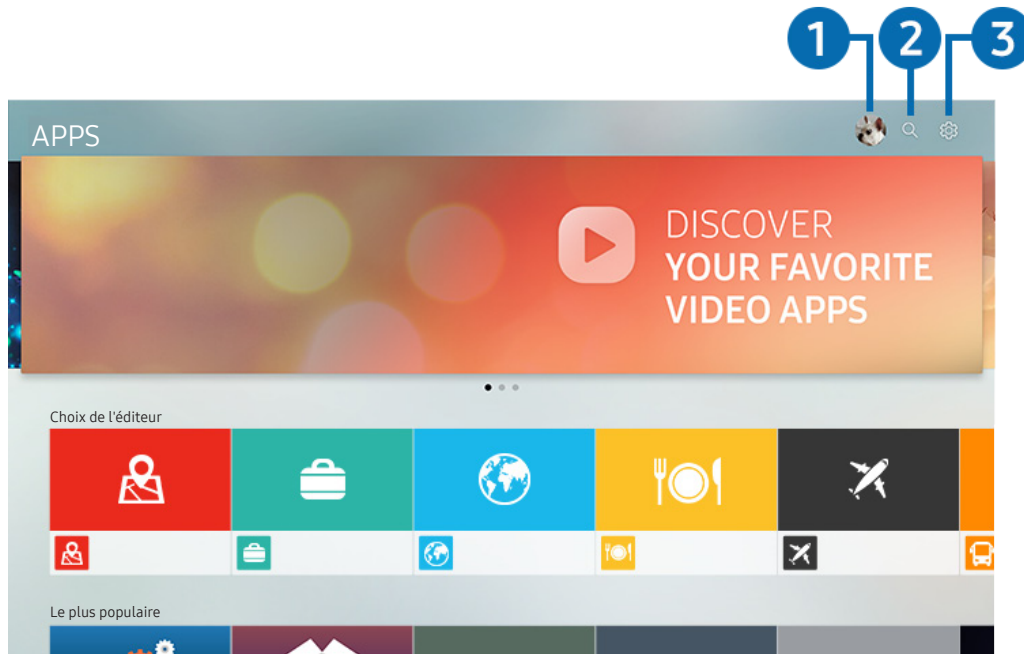 1 2 3
APPS
DISCOVER
YOUR FAVORITE
VIDEO APPS
Choix de l'éditeur
Le plus populaire